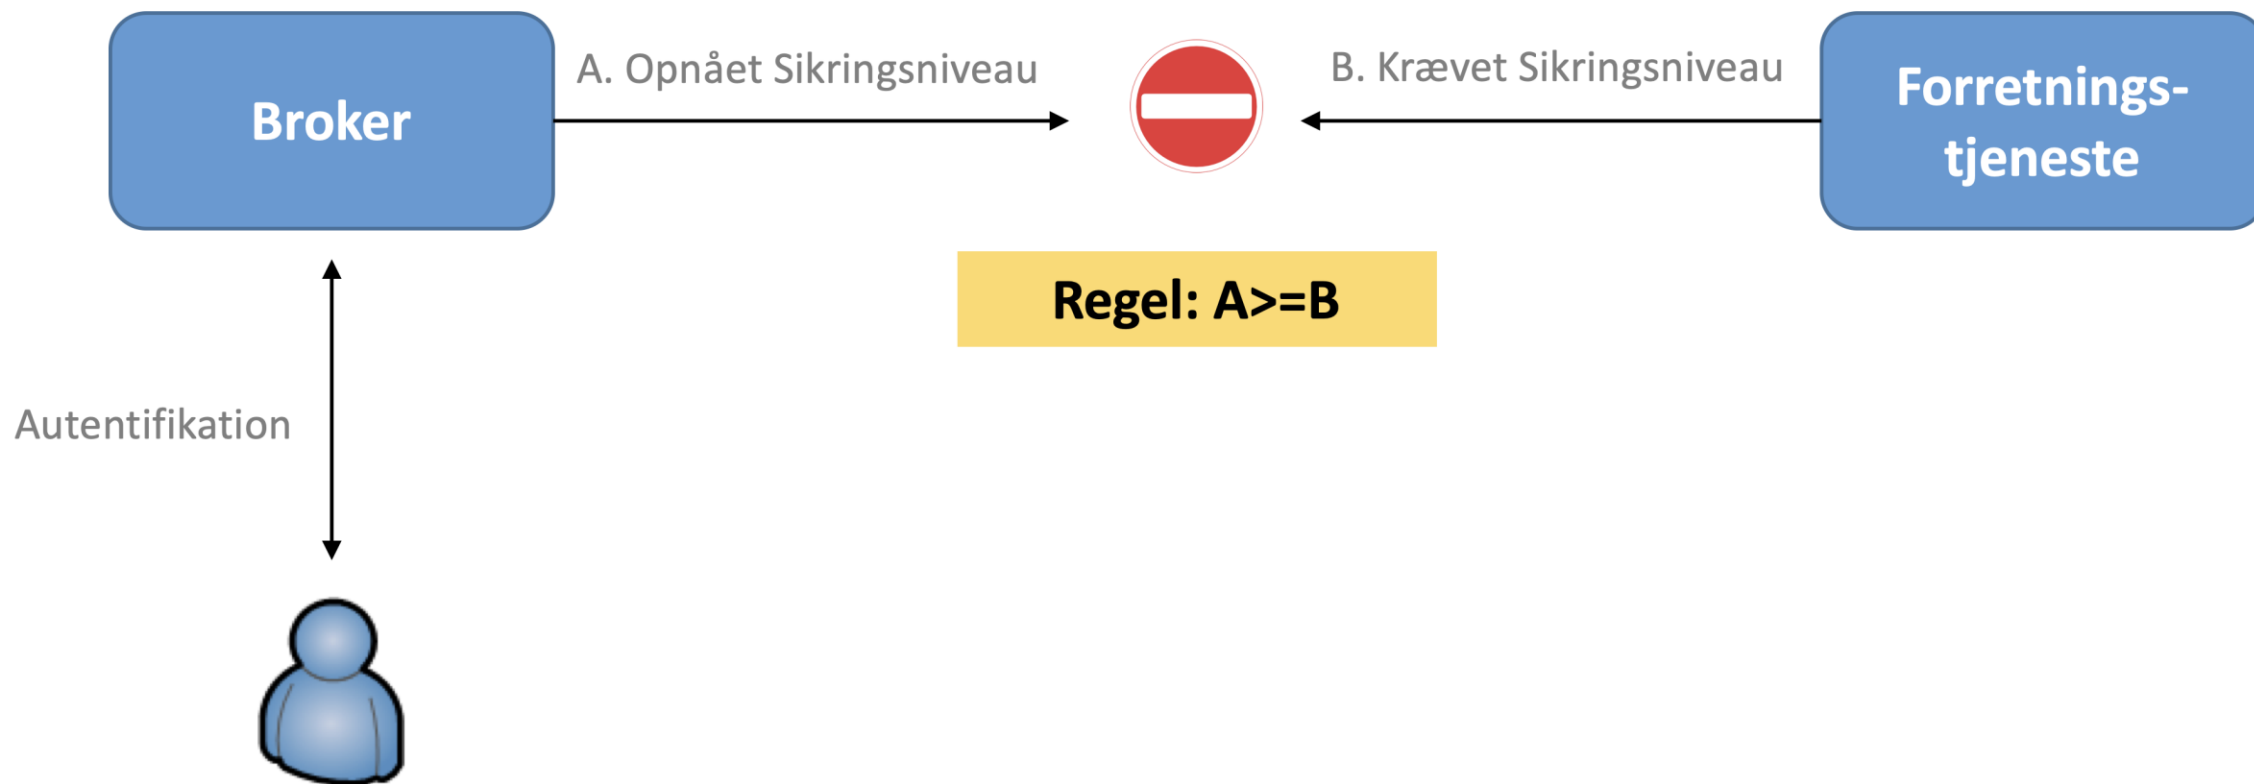 Broker
A. Opnået Sikringsniveau
B. Krævet Sikringsniveau
Forretnings-
tjeneste
Regel: A>=B
Autentifikation